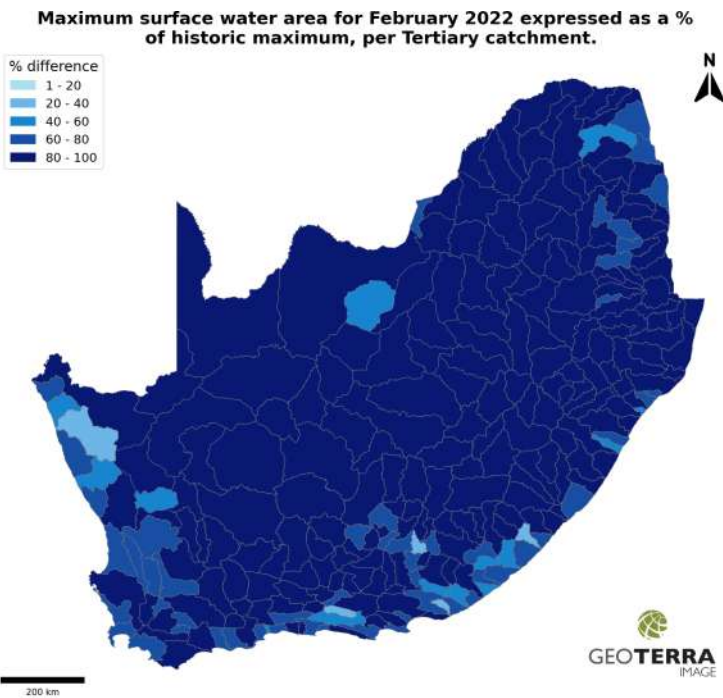 Maximum surface water area for February 2022 expressed as a %
of historic maximum, per Tertiary catchment.
N
% difference
1 - 20
20 - 40
40 - 60
60 - 80
80 - 100
GEOTERRA
IMAGE
200 km